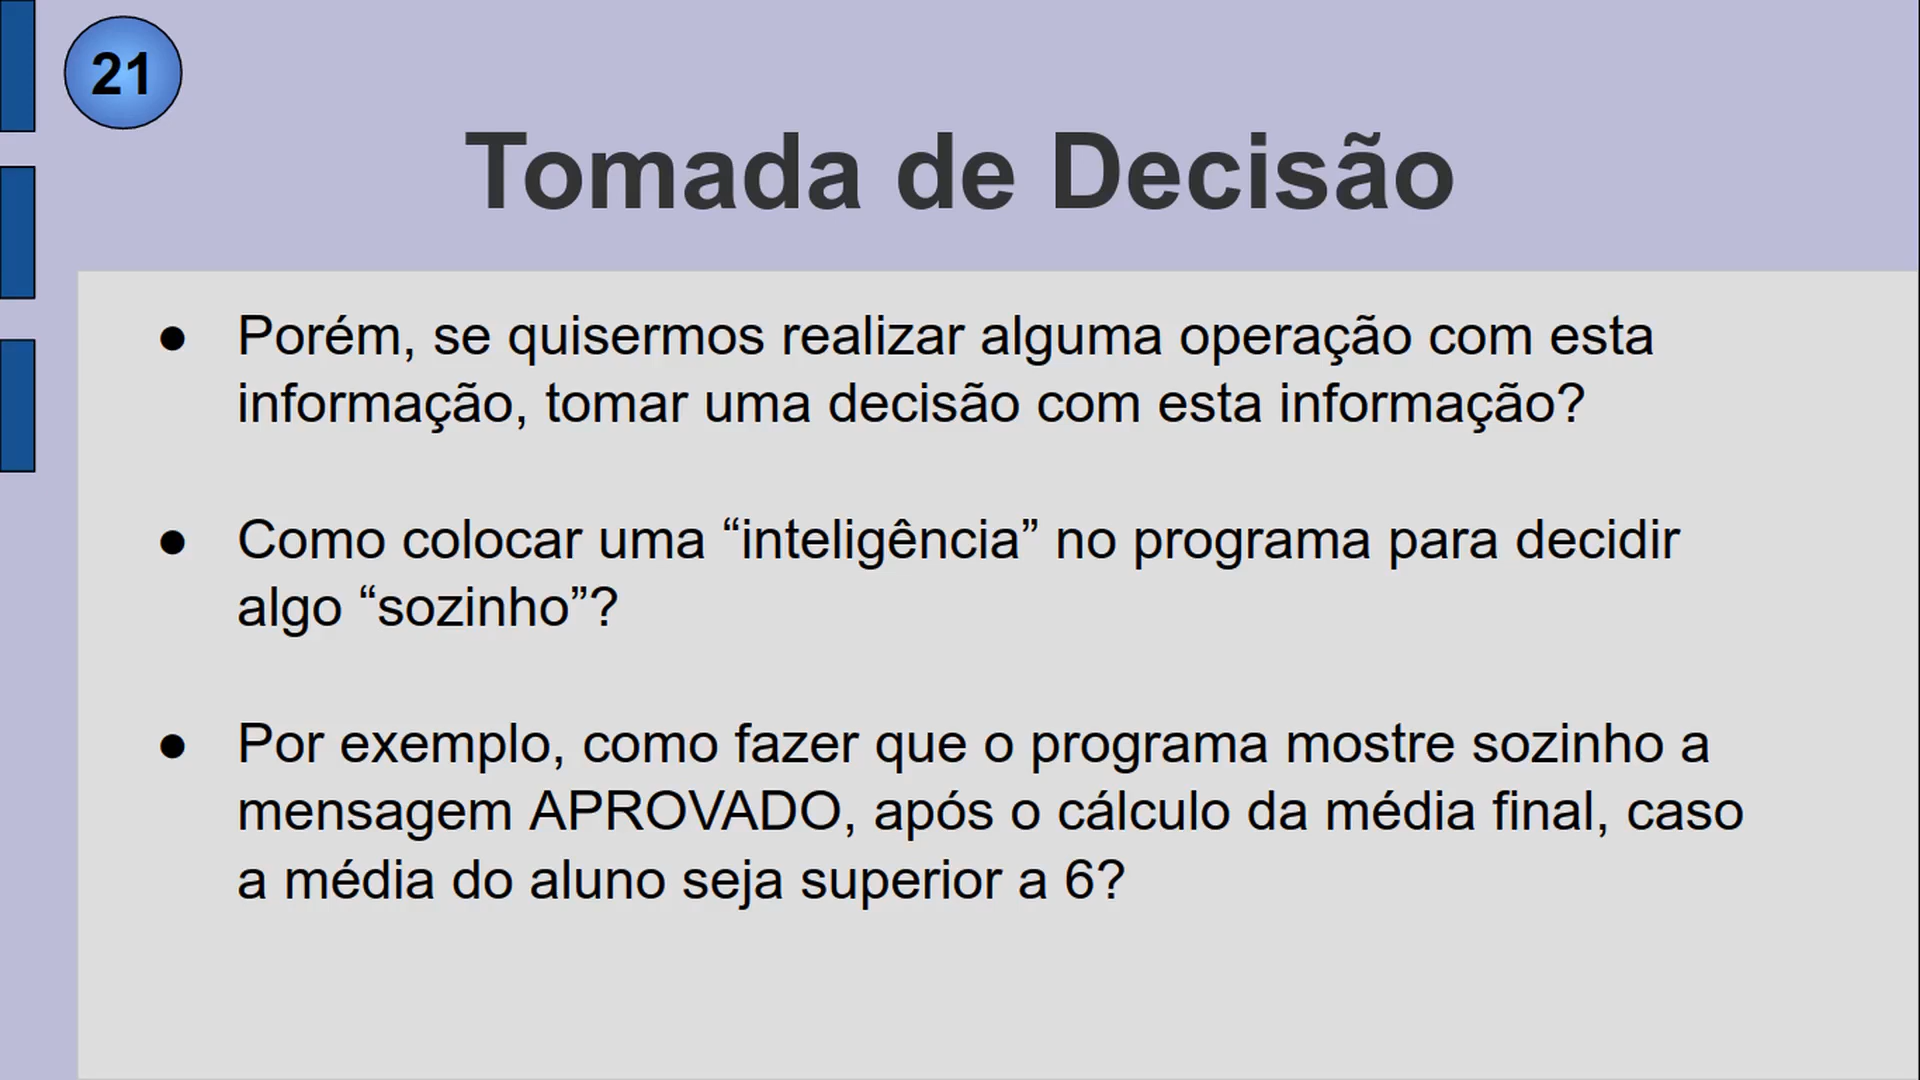 21
Tomada de Decisão
● Porém, se quisermos realizar alguma operação com esta
informação, tomar uma decisão com esta informação?
● Como colocar uma “inteligência” no programa para decidir
algo “sozinho”?
● Por exemplo, como fazer que o programa mostre sozinho a
mensagem APROVADO, após o cálculo da média final, caso
a média do aluno seja superior a 6?